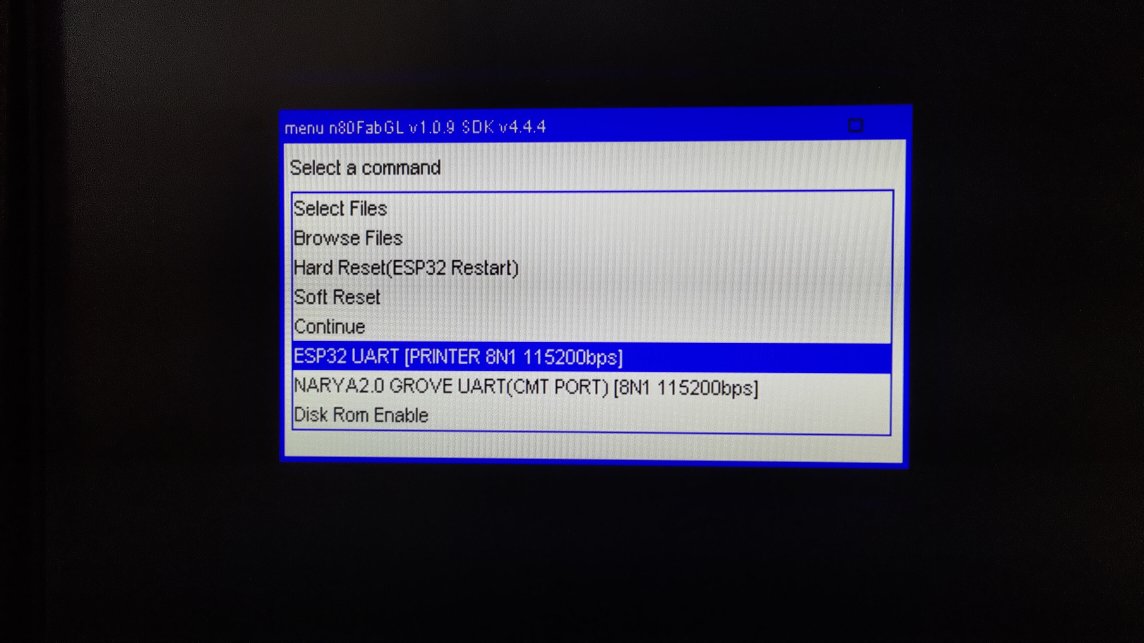 menu n80FabGL v1.0.9 SDK v4.4.4
Select a command
Select Files
Browse Files
Hard Reset(ESP32 Restart)
Soft Reset
Continue
ESP32 UART [PRINTER 8N1 115200bps]
NARYA2.0 GROVE UART(CMT PORT) [8N1 115200bps]
Disk Rom Enable